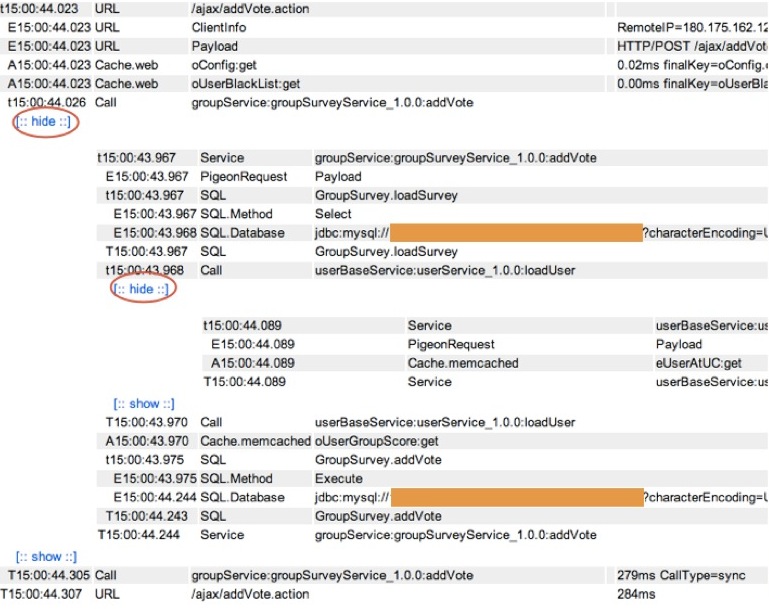 t15:00:44.023 URL /ajax/addVote.action
E15:00:44.023 URL ClientInfo RemoteIP=180.175.162.12
E15:00:44.023 URL Payload HTTP/POST /ajax/addVot
A15:00:44.023 Cache.web oConfig:get 0.02ms finalKey=oConfig.
A15:00:44.023 Cache.web oUserBlackList:get 0.00ms finalKey=oUserBla
t15:00:44.026 Call groupService:groupSurveyService_1.0.0:addVote
[:: hide ::]
t15:00:43.967 Service groupService:groupSurveyService_1.0.0:addVote
E15:00:43.967 PigeonRequest Payload
t15:00:43.967 SQL GroupSurvey.loadSurvey
E15:00:43.967 SQL.Method Select
E15:00:43.968 SQL.Database jdbc:mysql:// ?characterEncoding=U
T15:00:43.967 SQL GroupSurvey.loadSurvey
t15:00:43.968 Call userBaseService:userService_1.0.0:loadUser
[:: hide ::]
t15:00:44.089 Service userBaseService:us
E15:00:44.089 PigeonRequest Payload
A15:00:44.089 Cache.memcached eUserAtUC:get
T15:00:44.089 Service userBaseService:us
[:: show ::]
T15:00:43.970 Call userBaseService:userService_1.0.0:loadUser
A15:00:43.970 Cache.memcached oUserGroupScore:get
t15:00:43.975 SQL GroupSurvey.addVote
E15:00:43.975 SQL.Method Execute
E15:00:44.244 SQL.Database jdbc:mysql:// ?characterEncoding=U
T15:00:44.243 SQL GroupSurvey.addVote
T15:00:44.244 Service groupService:groupSurveyService_1.0.0:addVote
[:: show ::]
T15:00:44.305 Call groupService:groupSurveyService_1.0.0:addVote 279ms CallType=sync
T15:00:44.307 URL /ajax/addVote.action 284ms